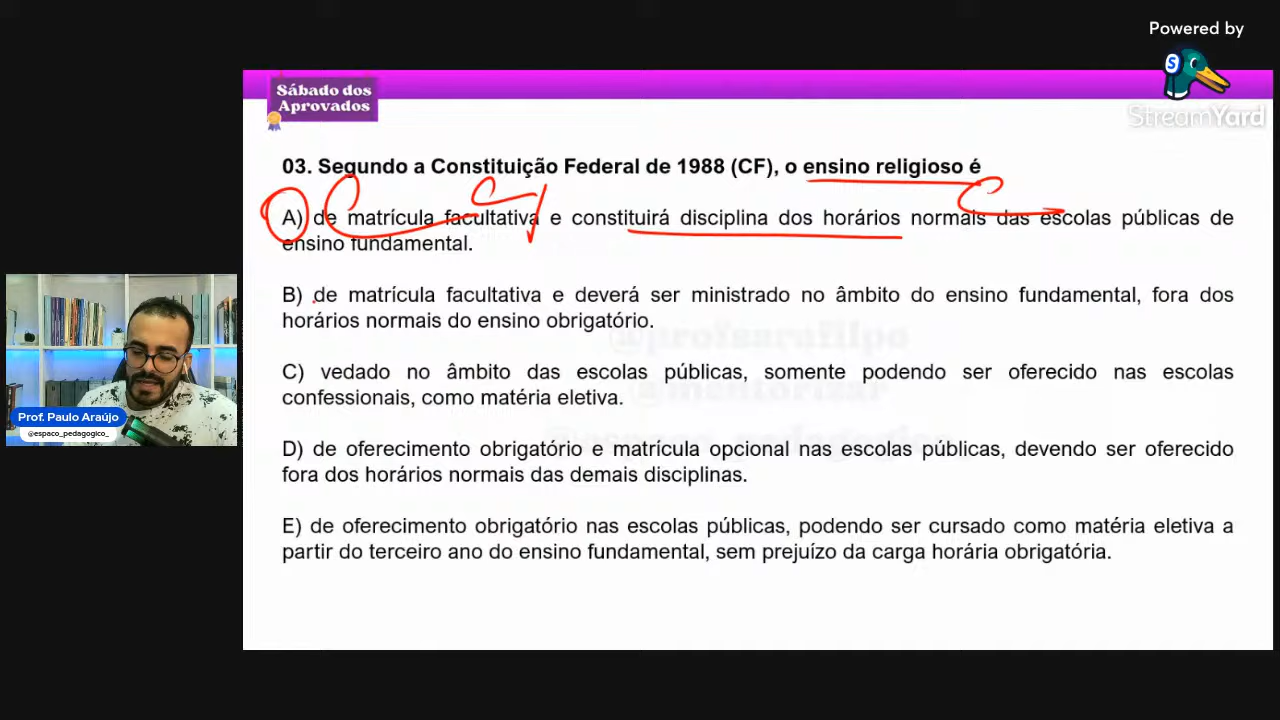 Powered by
StreamYard
Sábado dos
Aprovados
03. Segundo a Constituição Federal de 1988 (CF), o ensino religioso é
A) de matrícula facultativa e constituirá disciplina dos horários normais das escolas públicas de
ensino fundamental.
B) de matrícula facultativa e deverá ser ministrado no âmbito do ensino fundamental, fora dos
horários normais do ensino obrigatório.
C) vedado no âmbito das escolas públicas, somente podendo ser oferecido nas escolas
confessionais, como matéria eletiva.
D) de oferecimento obrigatório e matrícula opcional nas escolas públicas, devendo ser oferecido
fora dos horários normais das demais disciplinas.
E) de oferecimento obrigatório nas escolas públicas, podendo ser cursado como matéria eletiva a
partir do terceiro ano do ensino fundamental, sem prejuízo da carga horária obrigatória.
Prof. Paulo Araújo
@espaco_pedagogico_